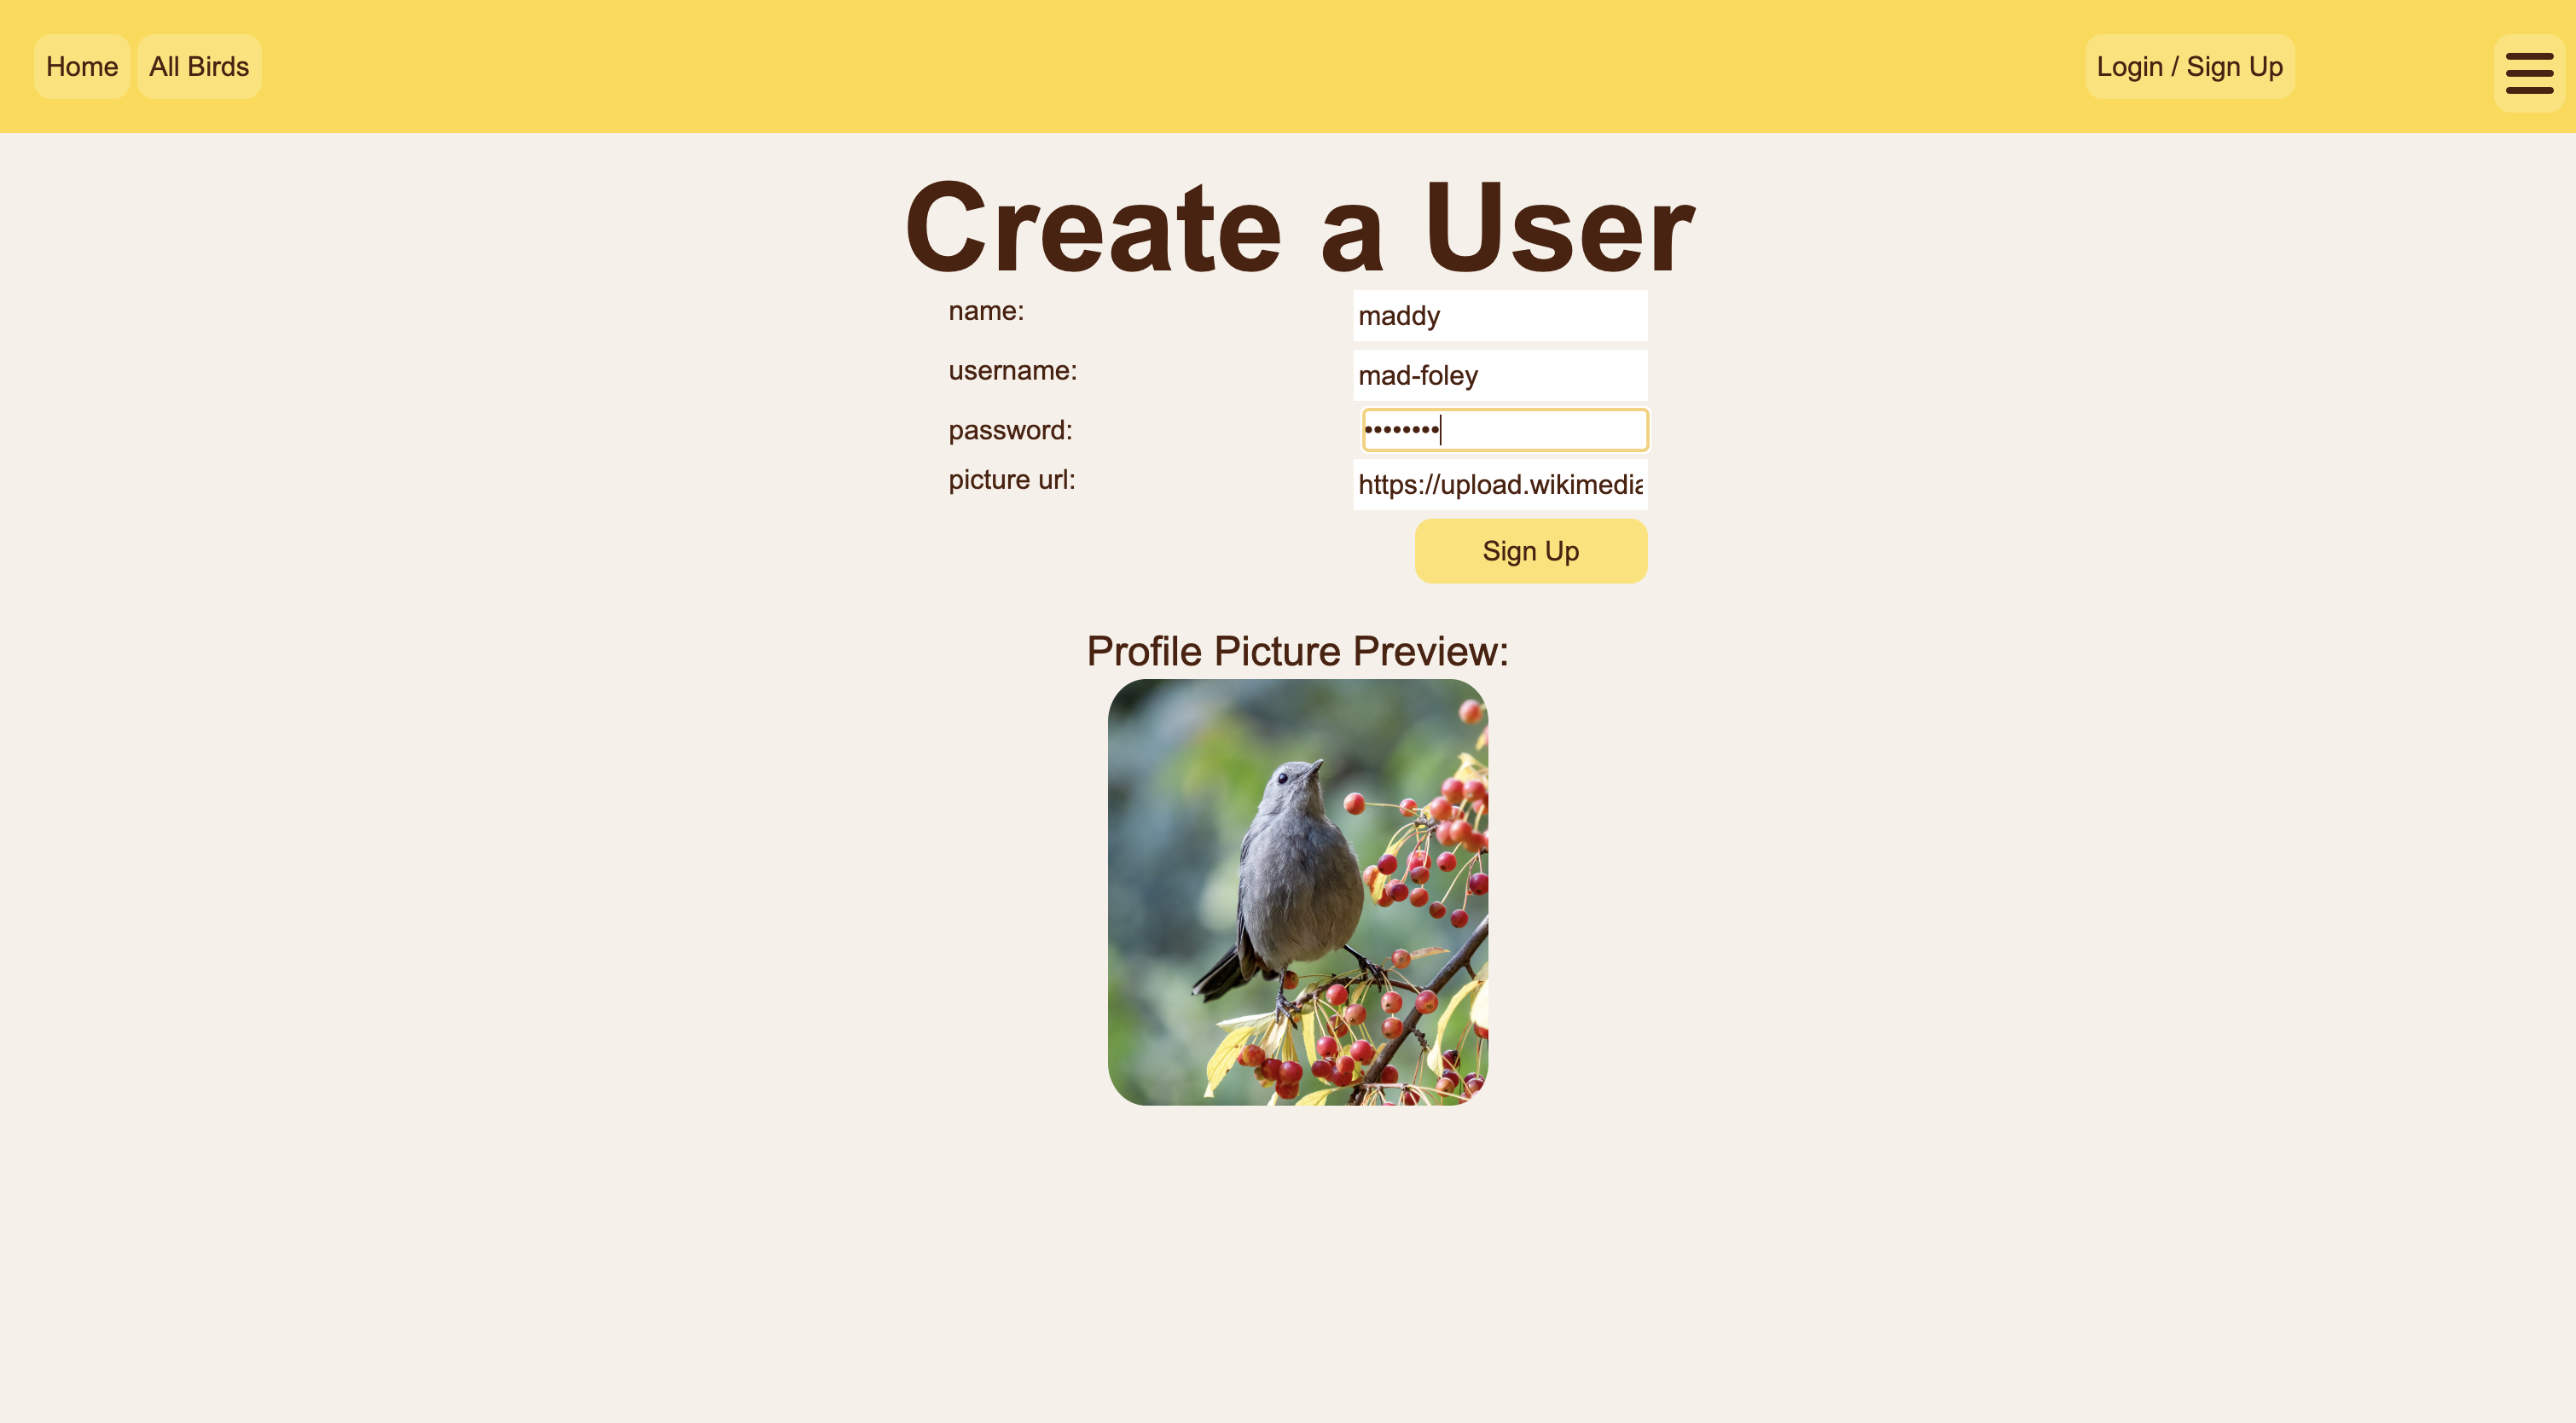 Home All Birds Login / Sign Up
Create a User
name: maddy
username: mad-foley
password: ••••••••
picture url: https://upload.wikimedia
Sign Up
Profile Picture Preview: